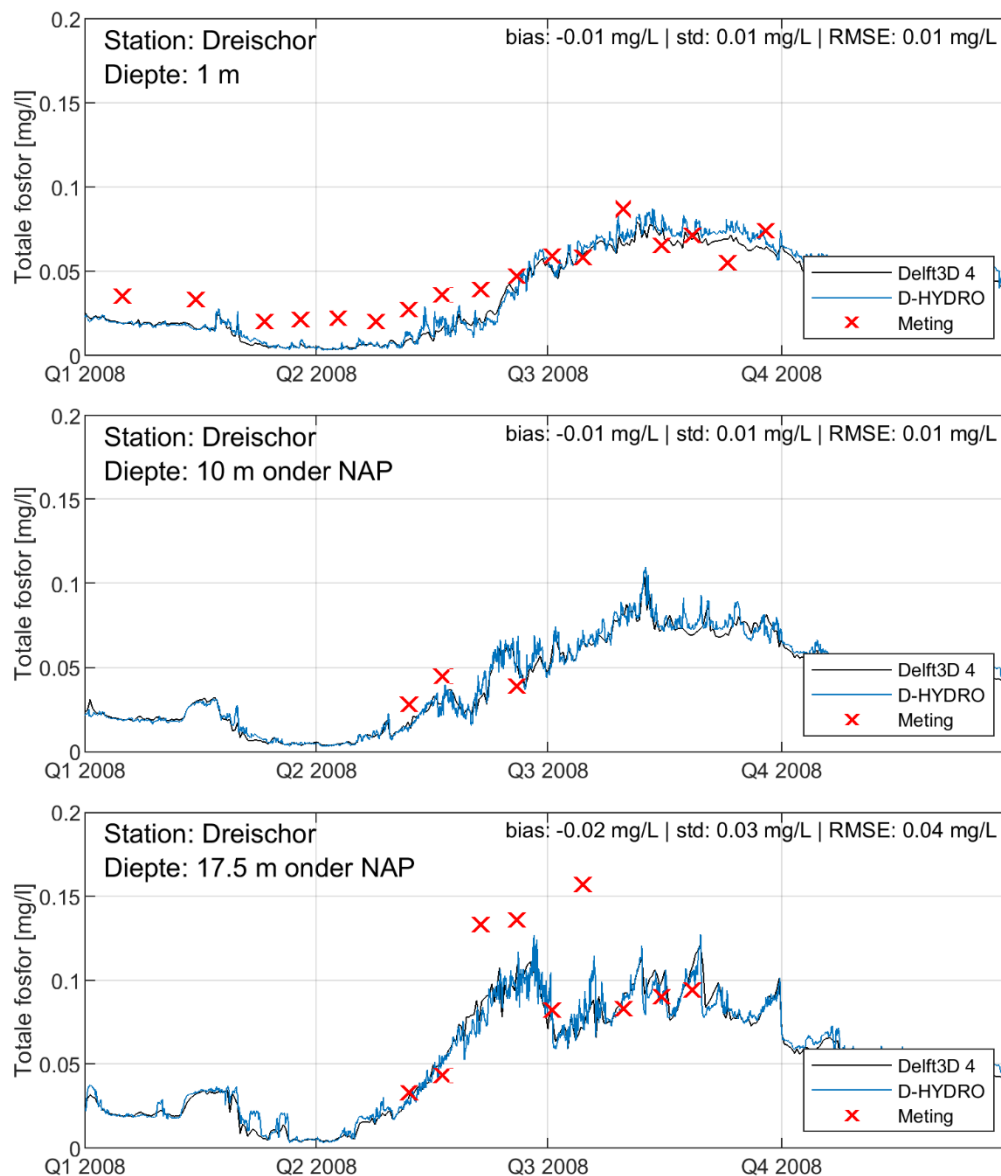 Station: Dreischor
Diepte: 1 m
bias: -0.01 mg/L | std: 0.01 mg/L | RMSE: 0.01 mg/L
Totale fosfor [mg/l]
0.2
0.15
0.1
0.05
0
Q1 2008
Q2 2008
Q3 2008
Q4 2008
Delft3D 4
D-HYDRO
Meting
Station: Dreischor
Diepte: 10 m onder NAP
bias: -0.01 mg/L | std: 0.01 mg/L | RMSE: 0.01 mg/L
Totale fosfor [mg/l]
0.2
0.15
0.1
0.05
0
Q1 2008
Q2 2008
Q3 2008
Q4 2008
Delft3D 4
D-HYDRO
Meting
Station: Dreischor
Diepte: 17.5 m onder NAP
bias: -0.02 mg/L | std: 0.03 mg/L | RMSE: 0.04 mg/L
Totale fosfor [mg/l]
0.2
0.15
0.1
0.05
0
Q1 2008
Q2 2008
Q3 2008
Q4 2008
Delft3D 4
D-HYDRO
Meting